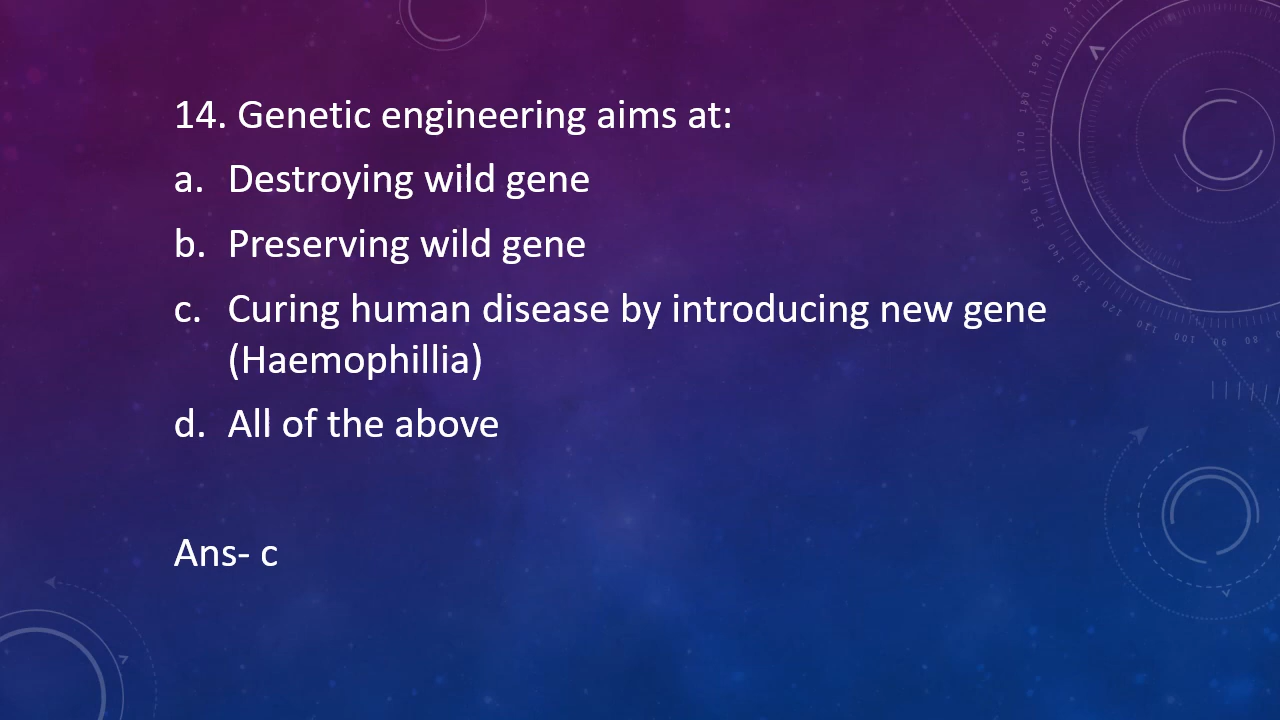 14. Genetic engineering aims at:
a. Destroying wild gene
b. Preserving wild gene
c. Curing human disease by introducing new gene
(Haemophillia)
d. All of the above
Ans- c